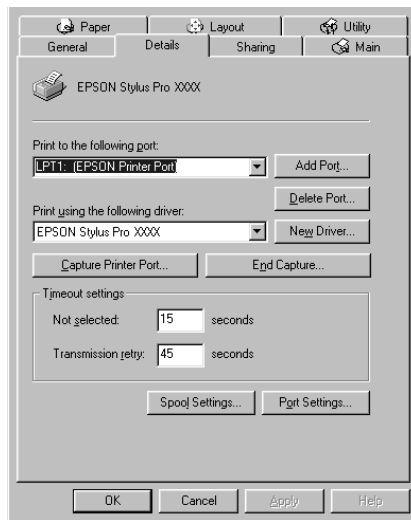 Paper Layout Utility
General Details Sharing Main
EPSON Stylus Pro XXXX
Print to the following port:
LPT1: (EPSON Printer Port) Add Port...
Delete Port...
Print using the following driver:
EPSON Stylus Pro XXXX New Driver...
Capture Printer Port... End Capture...
Timeout settings
Not selected: 15 seconds
Transmission retry: 45 seconds
Spool Settings... Port Settings...
OK Cancel Apply Help